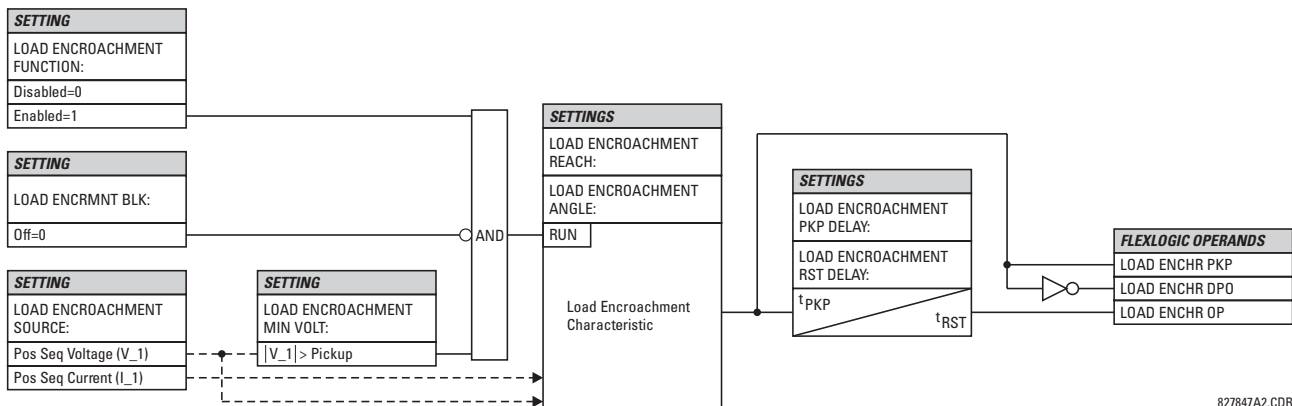 SETTING
LOAD ENCROACHMENT
FUNCTION:
Disabled=0
Enabled=1
SETTING
LOAD ENCRMNT BLK:
Off=0
SETTING
LOAD ENCROACHMENT
SOURCE:
Pos Seq Voltage (V_1)
Pos Seq Current (I_1)
SETTING
LOAD ENCROACHMENT
MIN VOLT:
|V_1| > Pickup
AND
SETTINGS
LOAD ENCROACHMENT
REACH:
LOAD ENCROACHMENT
ANGLE:
RUN
Load Encroachment
Characteristic
SETTINGS
LOAD ENCROACHMENT
PKP DELAY:
LOAD ENCROACHMENT
RST DELAY:
tPKP
tRST
FLEXLOGIC OPERANDS
LOAD ENCHR PKP
LOAD ENCHR DPO
LOAD ENCHR OP
827847A2.CDR